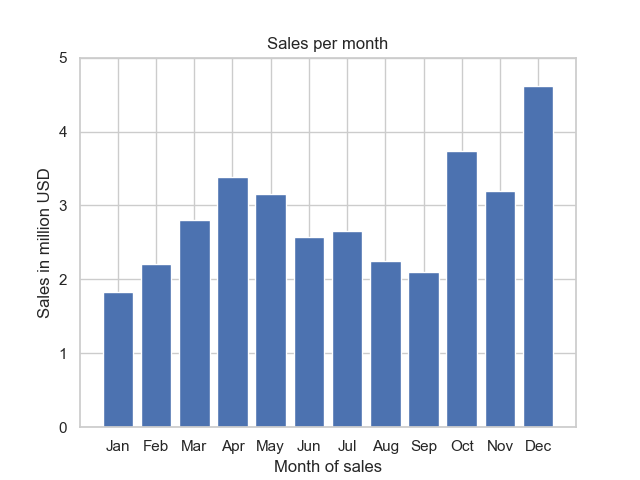 Sales per month
Sales in million USD
5
4
3
2
1
0
Jan Feb Mar Apr May Jun Jul Aug Sep Oct Nov Dec
Month of sales